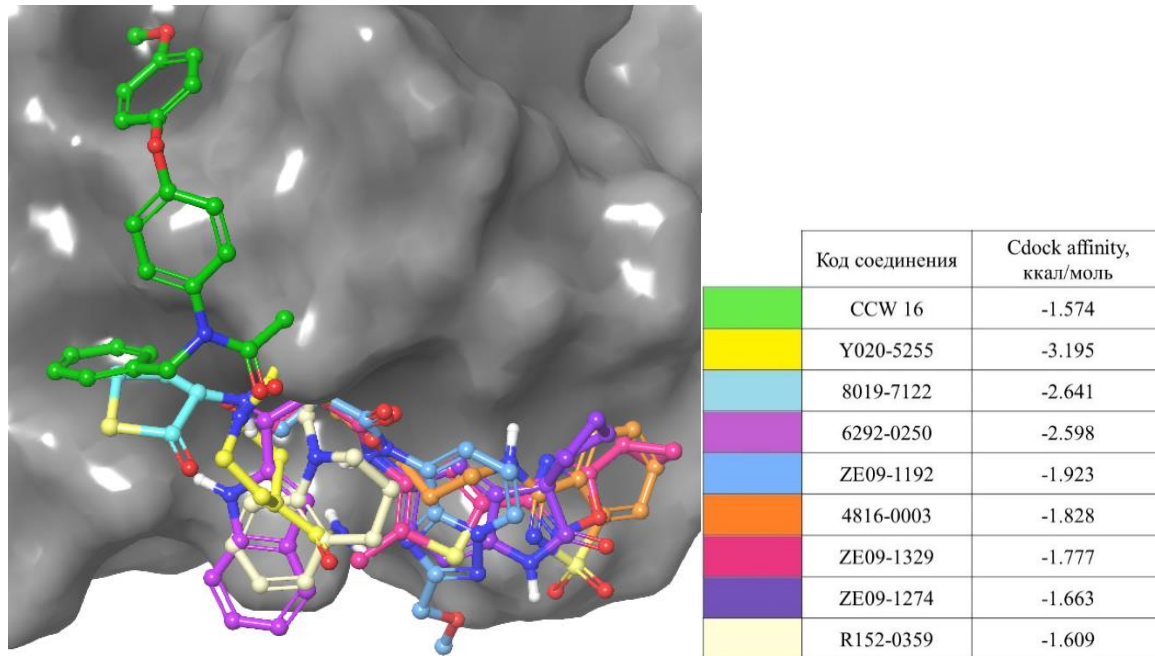 Код соединения Cdock affinity,
ккал/моль
CCW 16 -1.574
Y020-5255 -3.195
8019-7122 -2.641
6292-0250 -2.598
ZE09-1192 -1.923
4816-0003 -1.828
ZE09-1329 -1.777
ZE09-1274 -1.663
R152-0359 -1.609